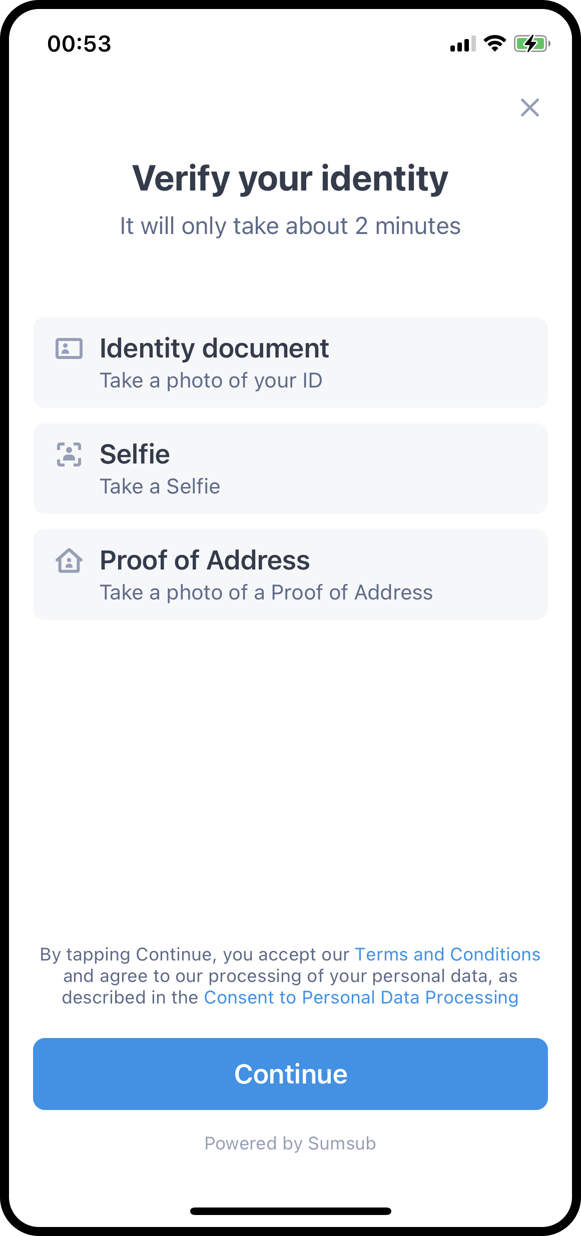 00:53
Verify your identity
It will only take about 2 minutes
Identity document
Take a photo of your ID
Selfie
Take a Selfie
Proof of Address
Take a photo of a Proof of Address
By tapping Continue, you accept our Terms and Conditions
and agree to our processing of your personal data, as
described in the Consent to Personal Data Processing
Continue
Powered by Sumsub